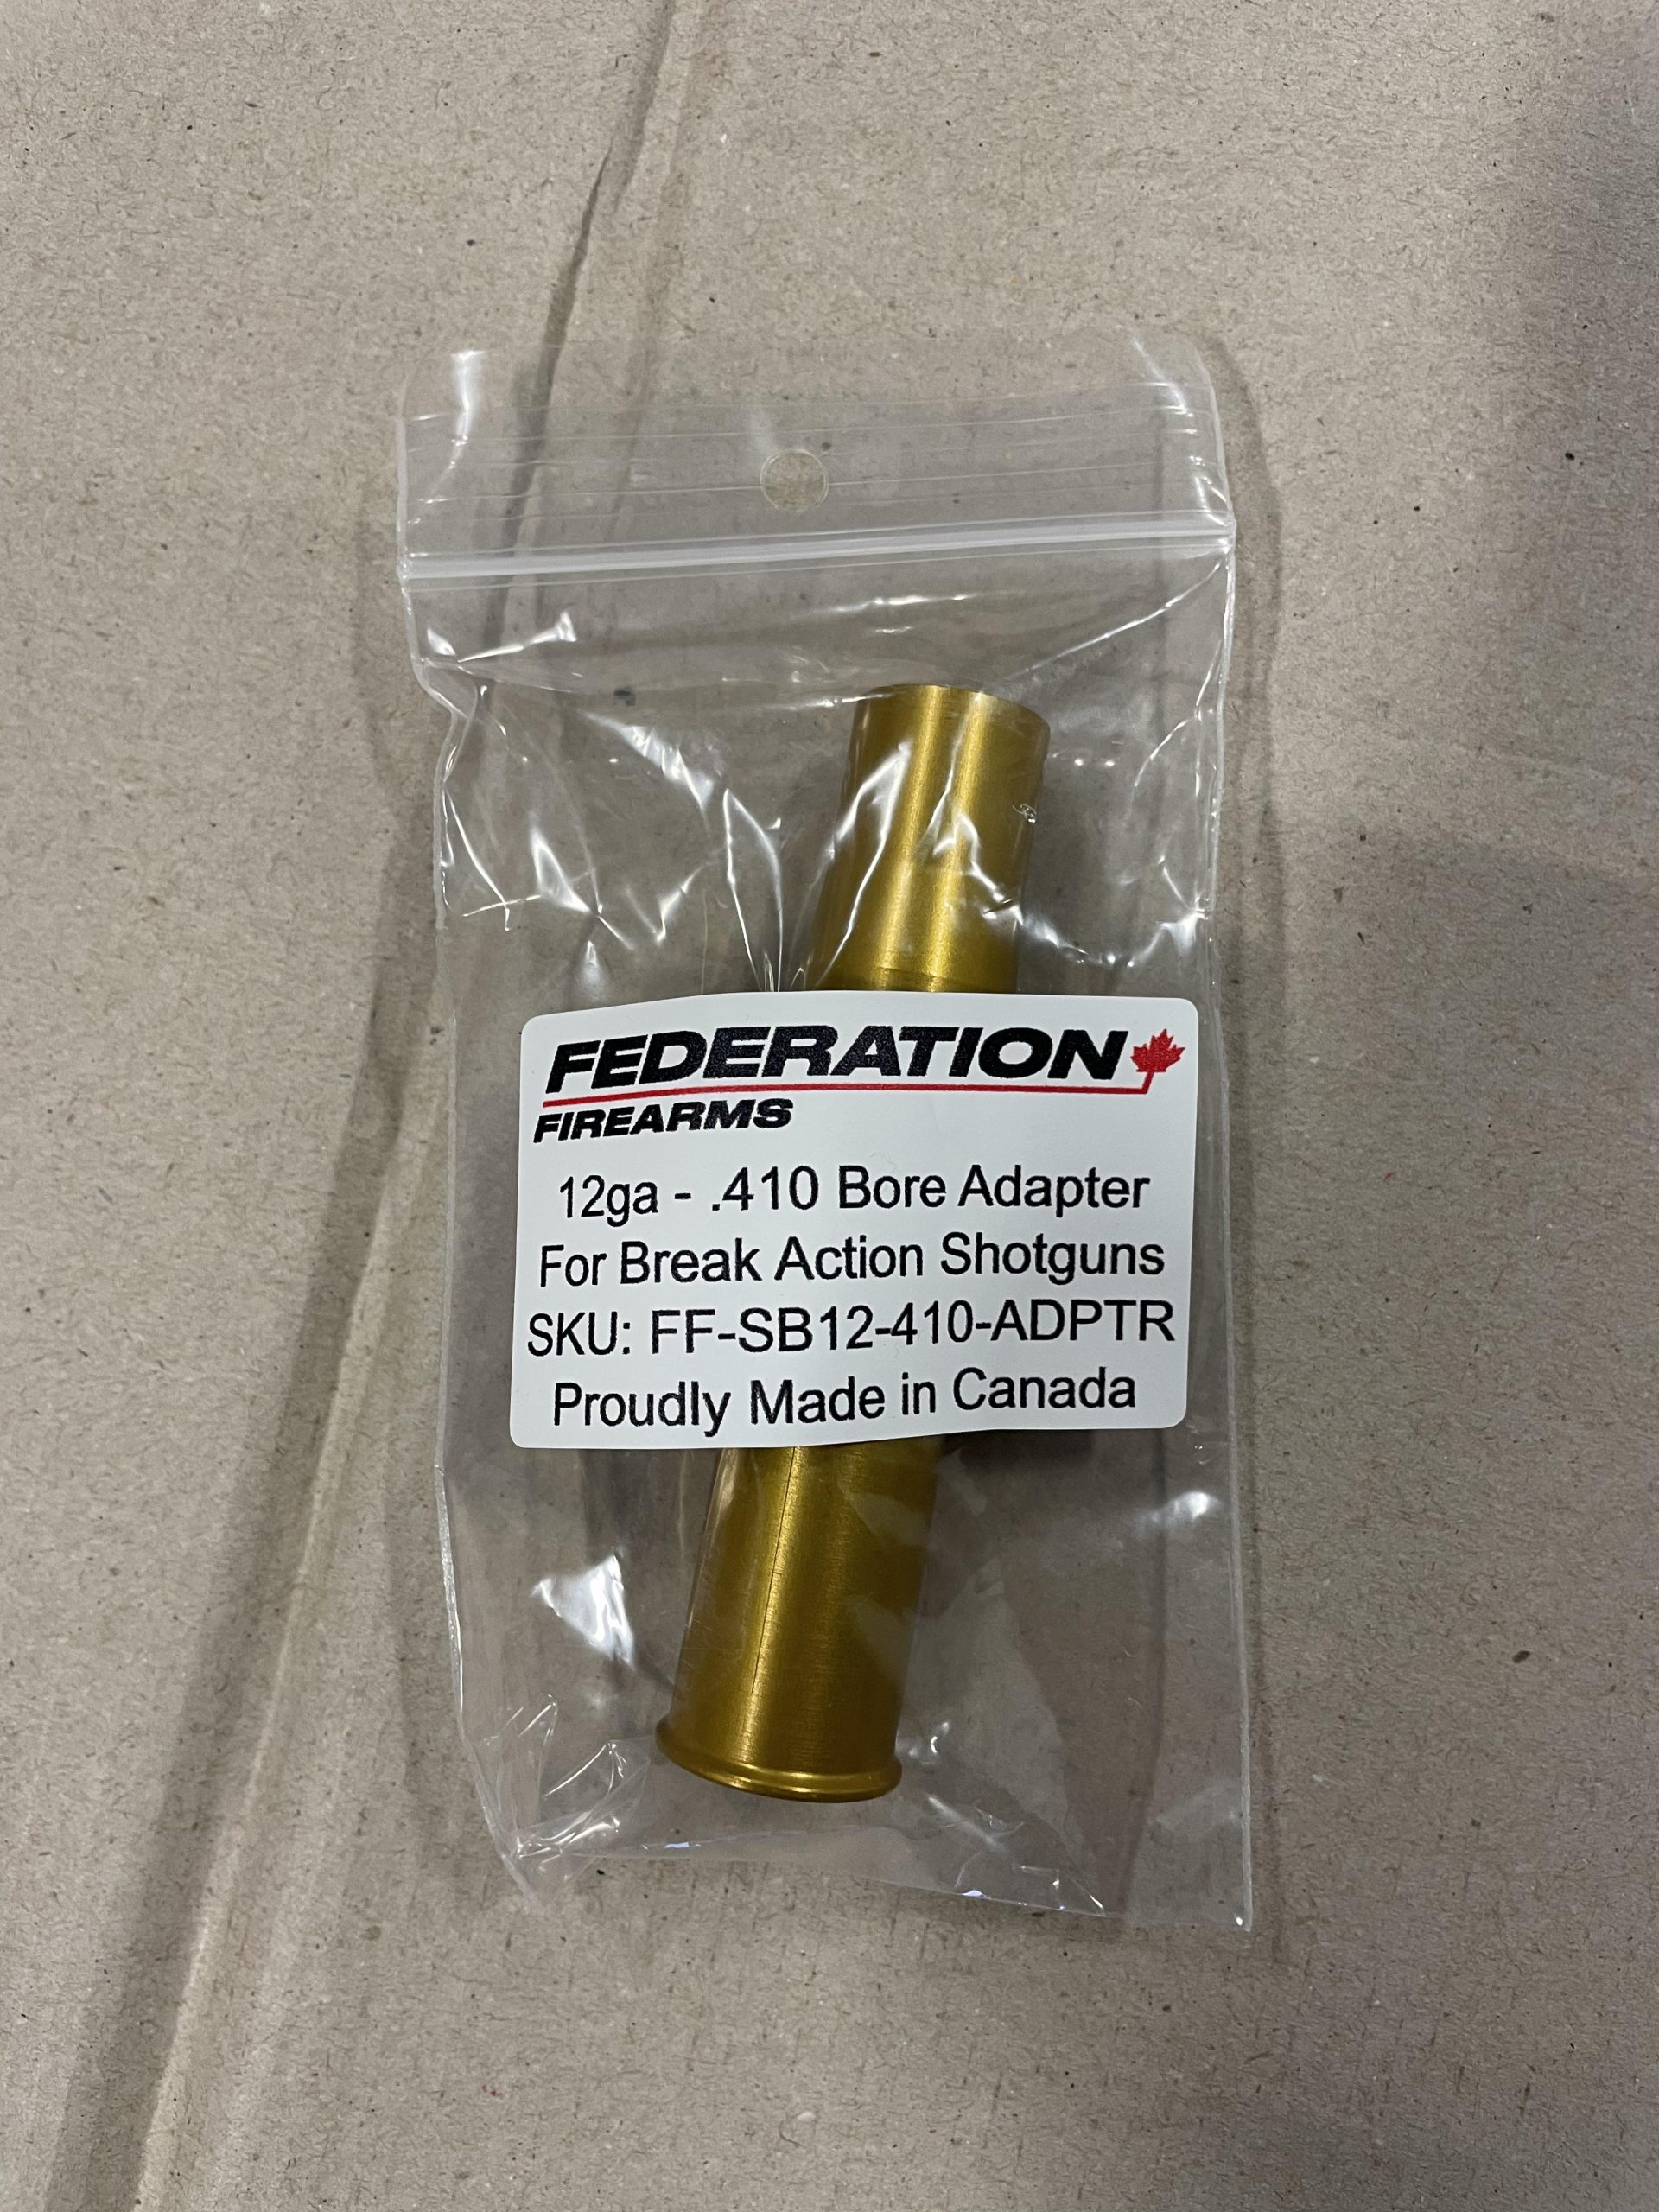 FEDERATION
FIREARMS
12ga - .410 Bore Adapter
For Break Action Shotguns
SKU: FF-SB12-410-ADPTR
Proudly Made in Canada